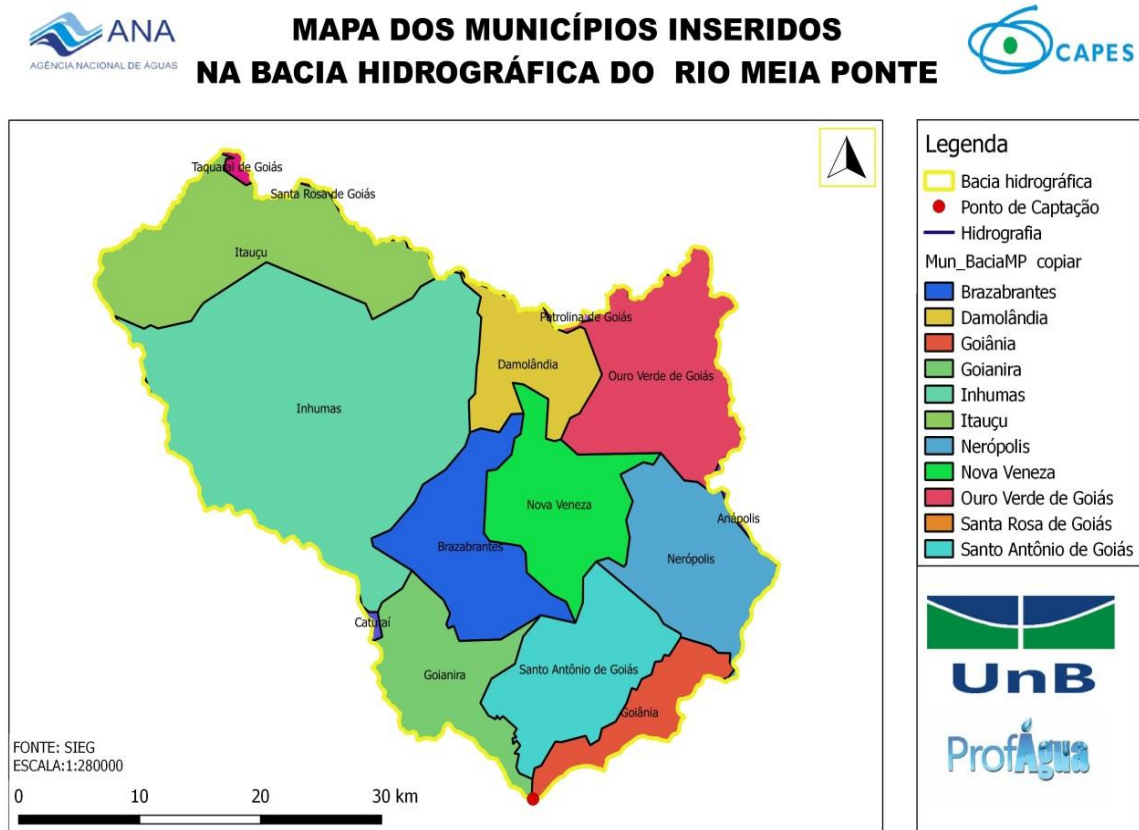 ANA
AGÊNCIA NACIONAL DE ÁGUAS
MAPA DOS MUNICÍPIOS INSERIDOS
NA BACIA HIDROGRÁFICA DO RIO MEIA PONTE
CAPES
Taquaral de Goiás
Santa Rosa de Goiás
Itauçu
Petrolina de Goiás
Damolândia
Ouro Verde de Goiás
Inhumas
Nova Veneza
Anápolis
Brazabrantes
Nerópolis
Caturaí
Goianira
Santo Antônio de Goiás
Goiânia
FONTE: SIEG
ESCALA:1:280000
0 10 20 30 km
Legenda
Bacia hidrográfica
Ponto de Captação
Hidrografia
Mun_BaciaMP copiar
Brazabrantes
Damolândia
Goiânia
Goianira
Inhumas
Itauçu
Nerópolis
Nova Veneza
Ouro Verde de Goiás
Santa Rosa de Goiás
Santo Antônio de Goiás
UnB
ProfÁgua